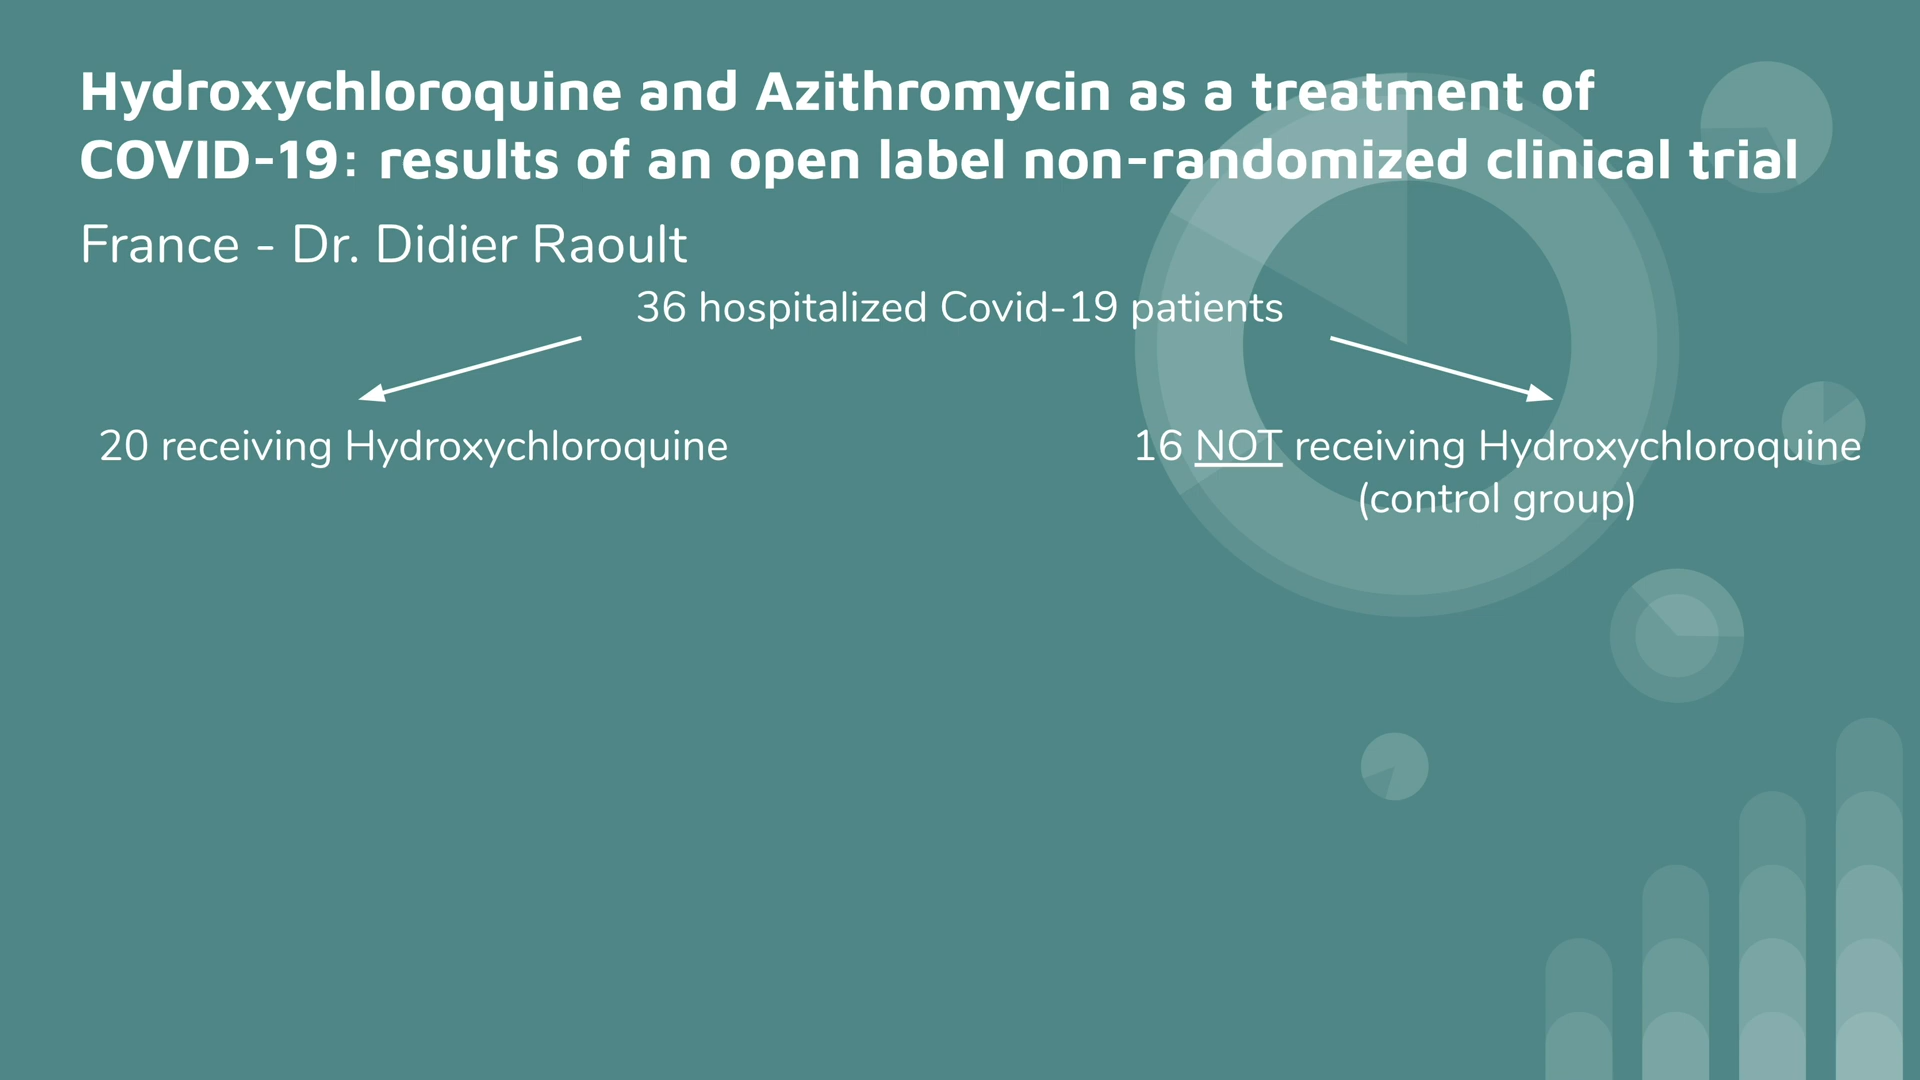 Hydroxychloroquine and Azithromycin as a treatment of
COVID-19: results of an open label non-randomized clinical trial
France - Dr. Didier Raoult
36 hospitalized Covid-19 patients
20 receiving Hydroxychloroquine
16 NOT receiving Hydroxychloroquine
(control group)